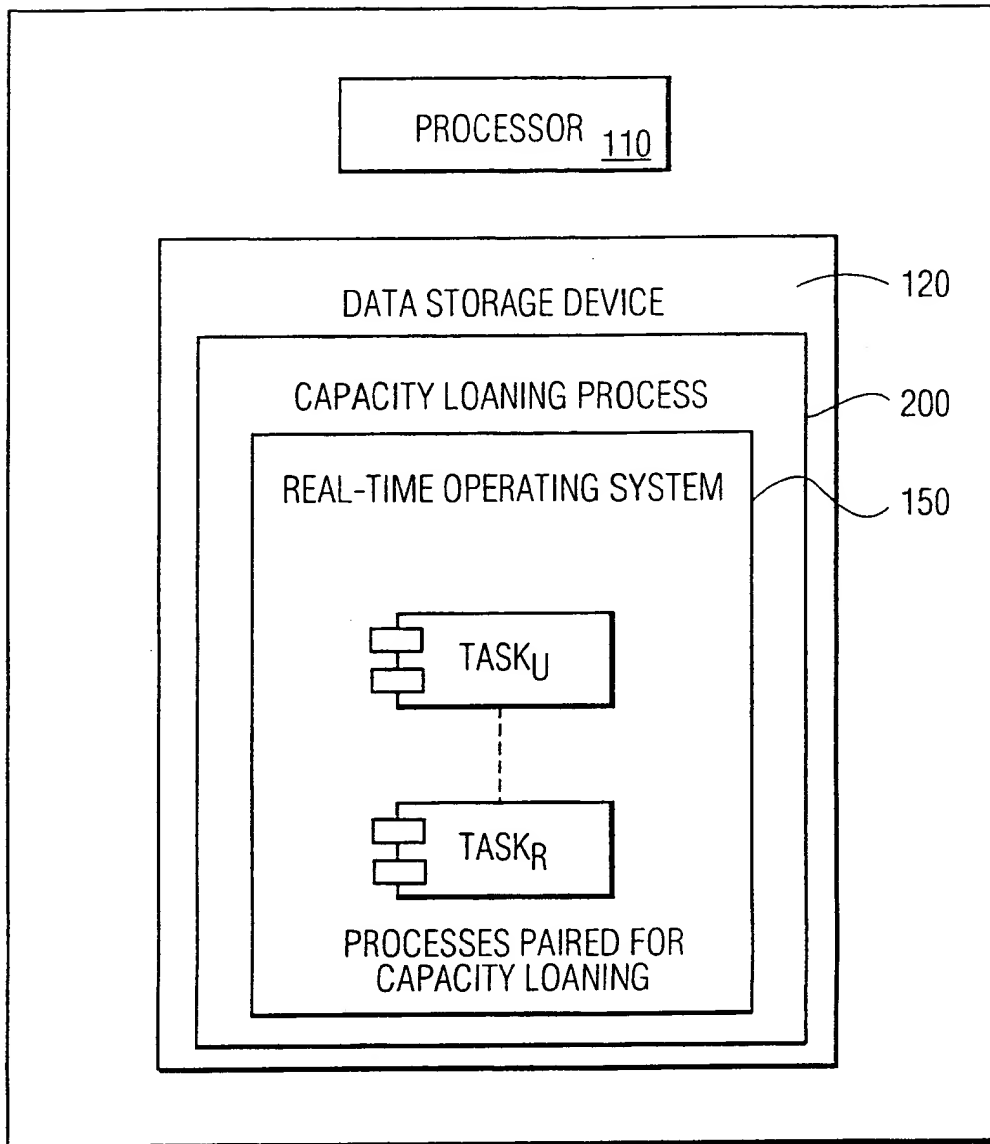 PROCESSOR 110
DATA STORAGE DEVICE
120
CAPACITY LOANING PROCESS
200
REAL-TIME OPERATING SYSTEM
150
TASKU
TASKR
PROCESSES PAIRED FOR
CAPACITY LOANING